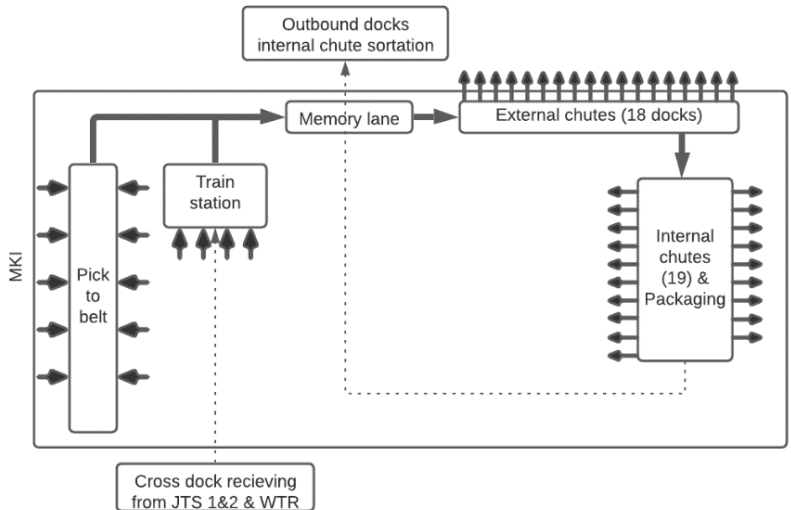 Outbound docks
internal chute sortation
Memory lane
External chutes (18 docks)
Train
station
MKI
Pick
to
belt
Internal
chutes
(19) &
Packaging
Cross dock recieving
from JTS 1&2 & WTR